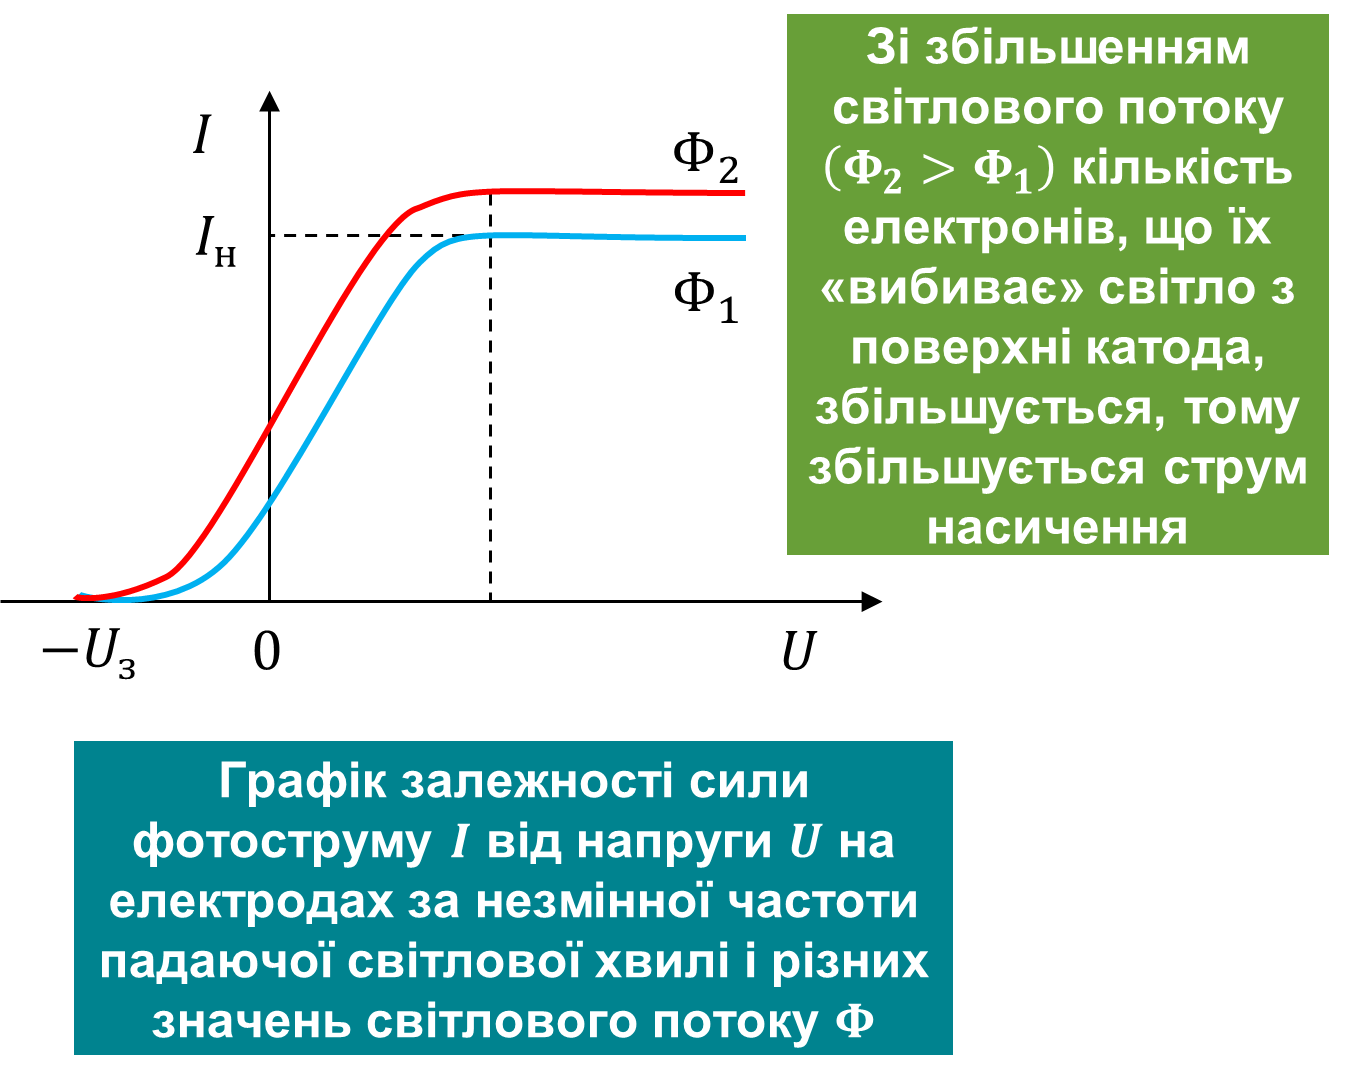 Зі збільшенням
світлового потоку
(Φ₂ > Φ₁) кількість
електронів, що їх
«вибиває» світло з
поверхні катода,
збільшується, тому
збільшується струм
насичення
I
Φ₂
Iн
Φ₁
−Uз
0
U
Графік залежності сили
фотоструму I від напруги U на
електродах за незмінної частоти
падаючої світлової хвилі і різних
значень світлового потоку Φ